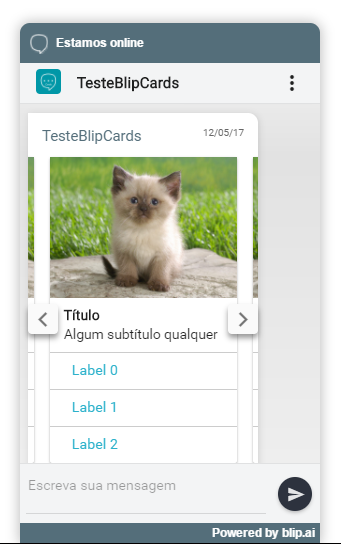 Estamos online
TesteBlipCards
TesteBlipCards 12/05/17
Título
Algum subtítulo qualquer
Label 0
Label 1
Label 2
Escreva sua mensagem
Powered by blip.ai